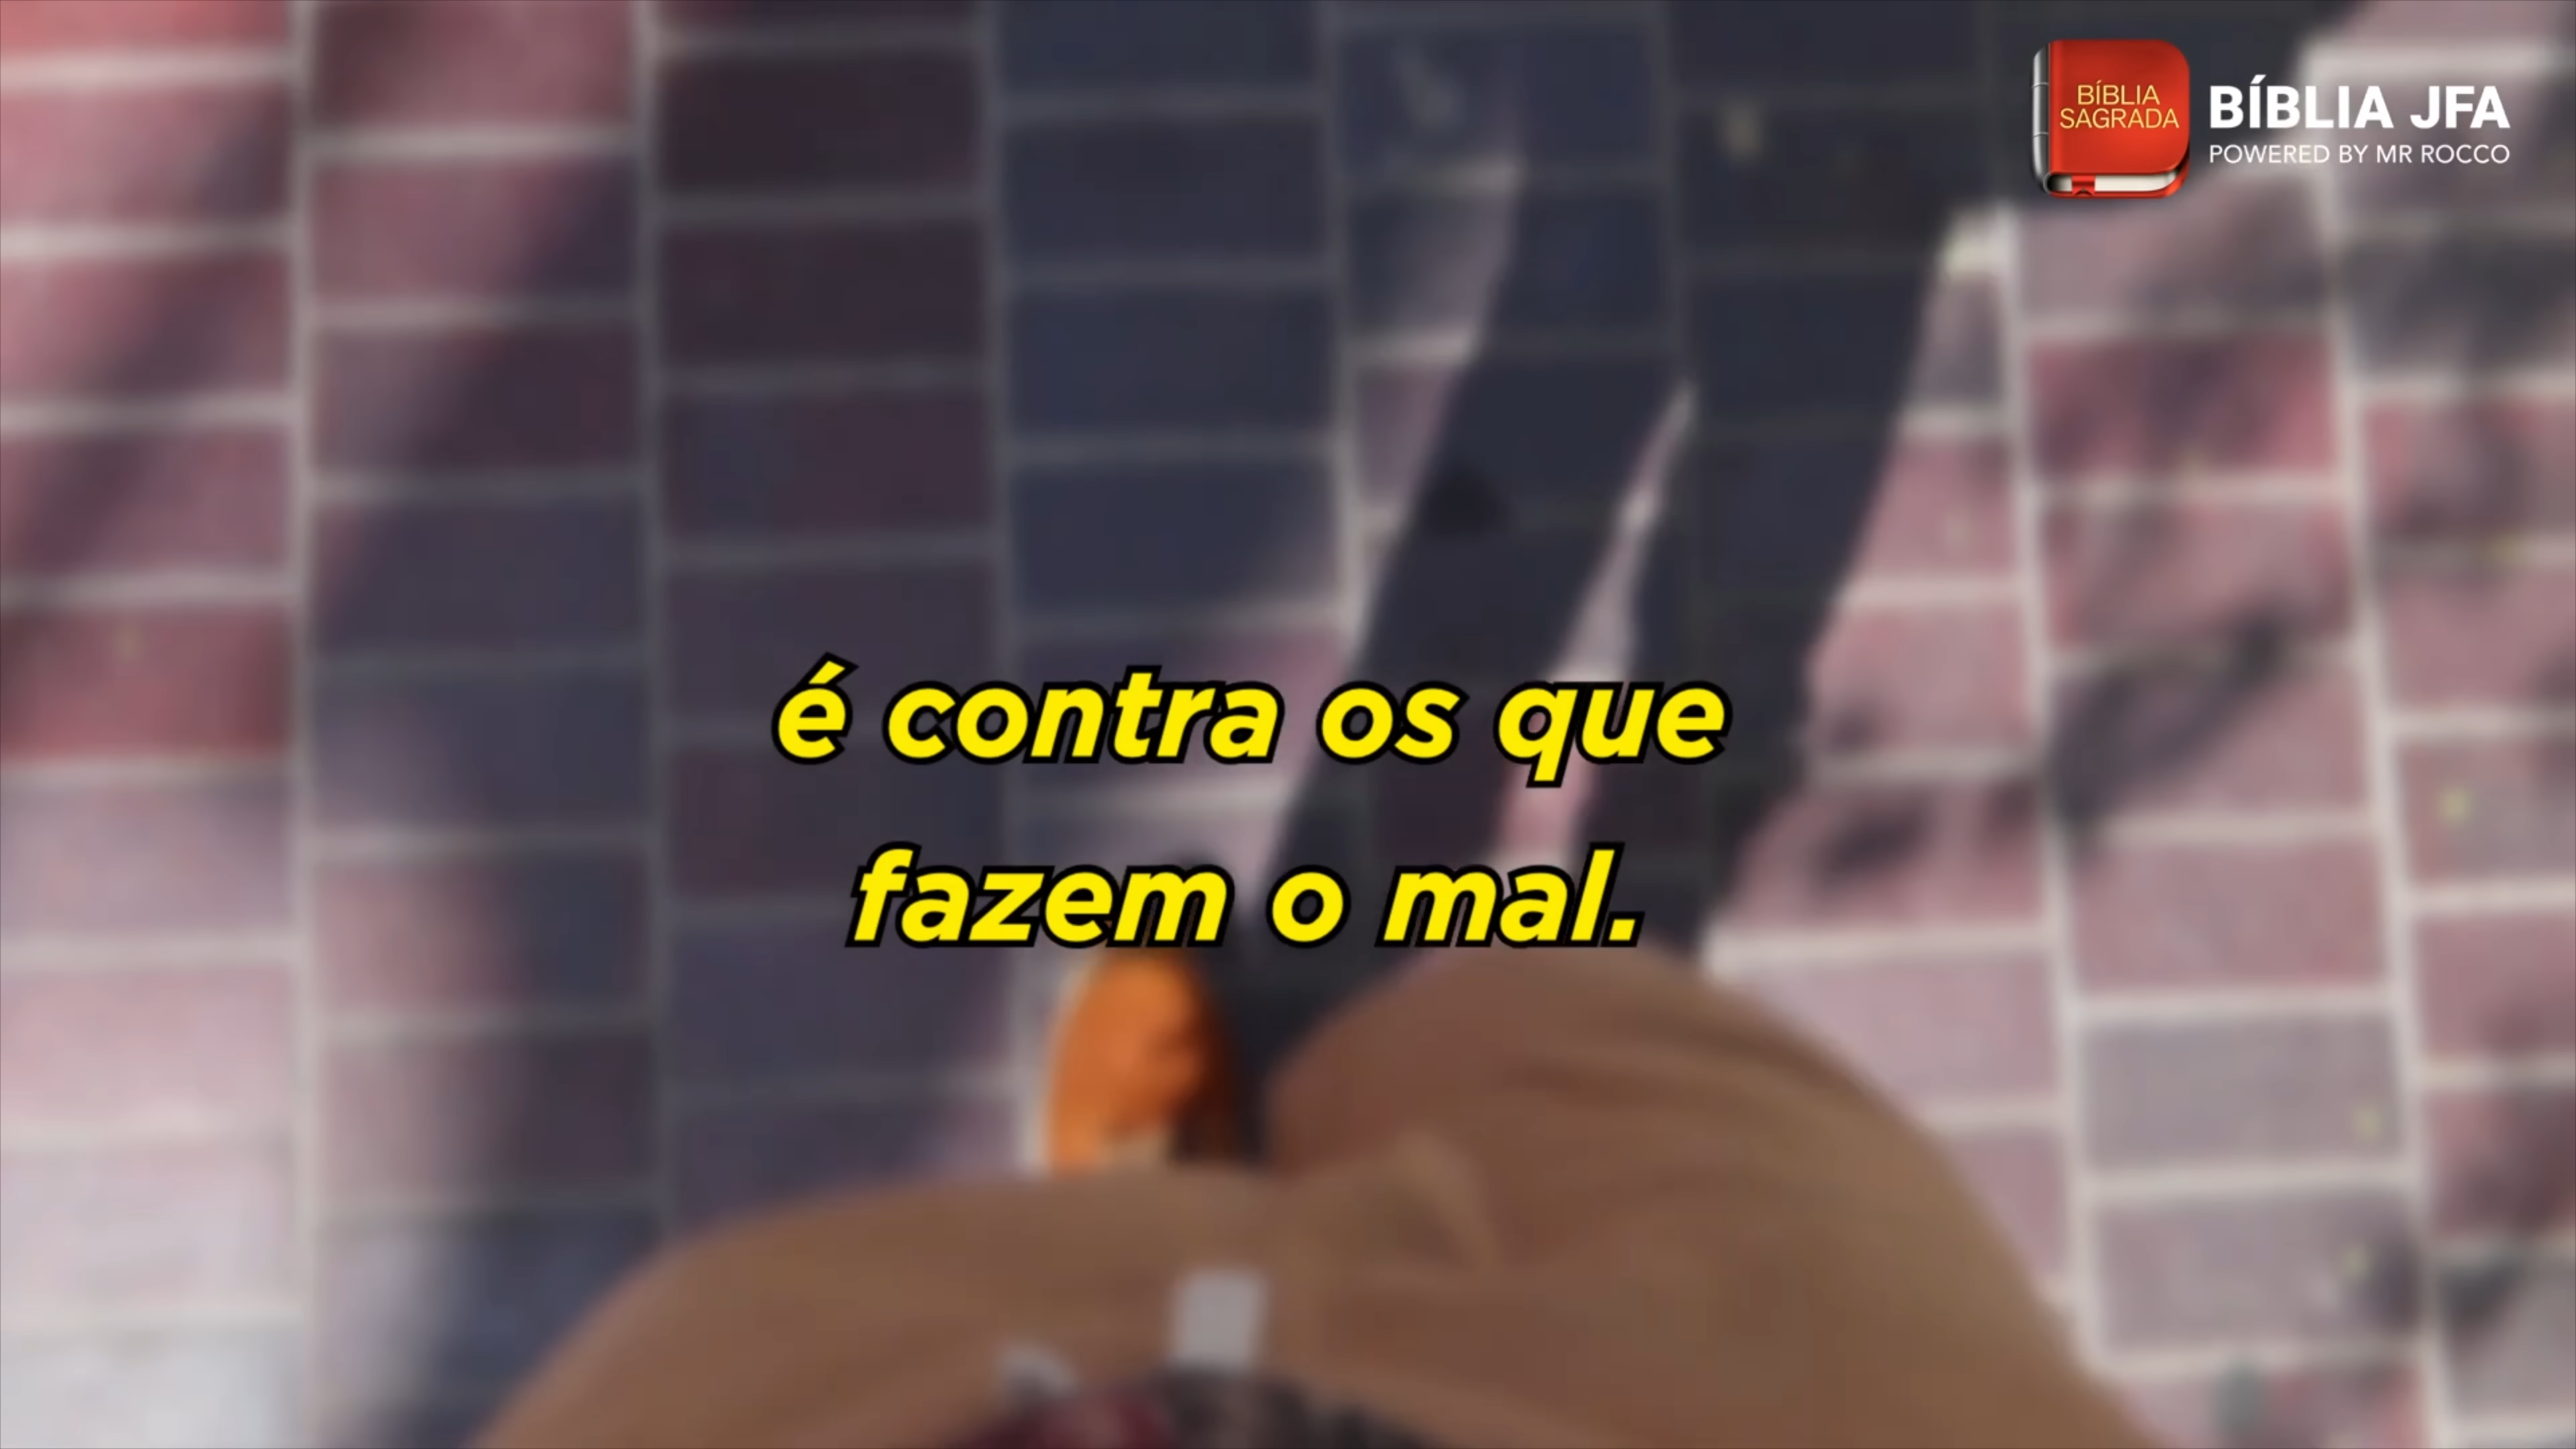 BÍBLIA
SAGRADA
BÍBLIA JFA
POWERED BY MR ROCCO
é contra os que
fazem o mal.